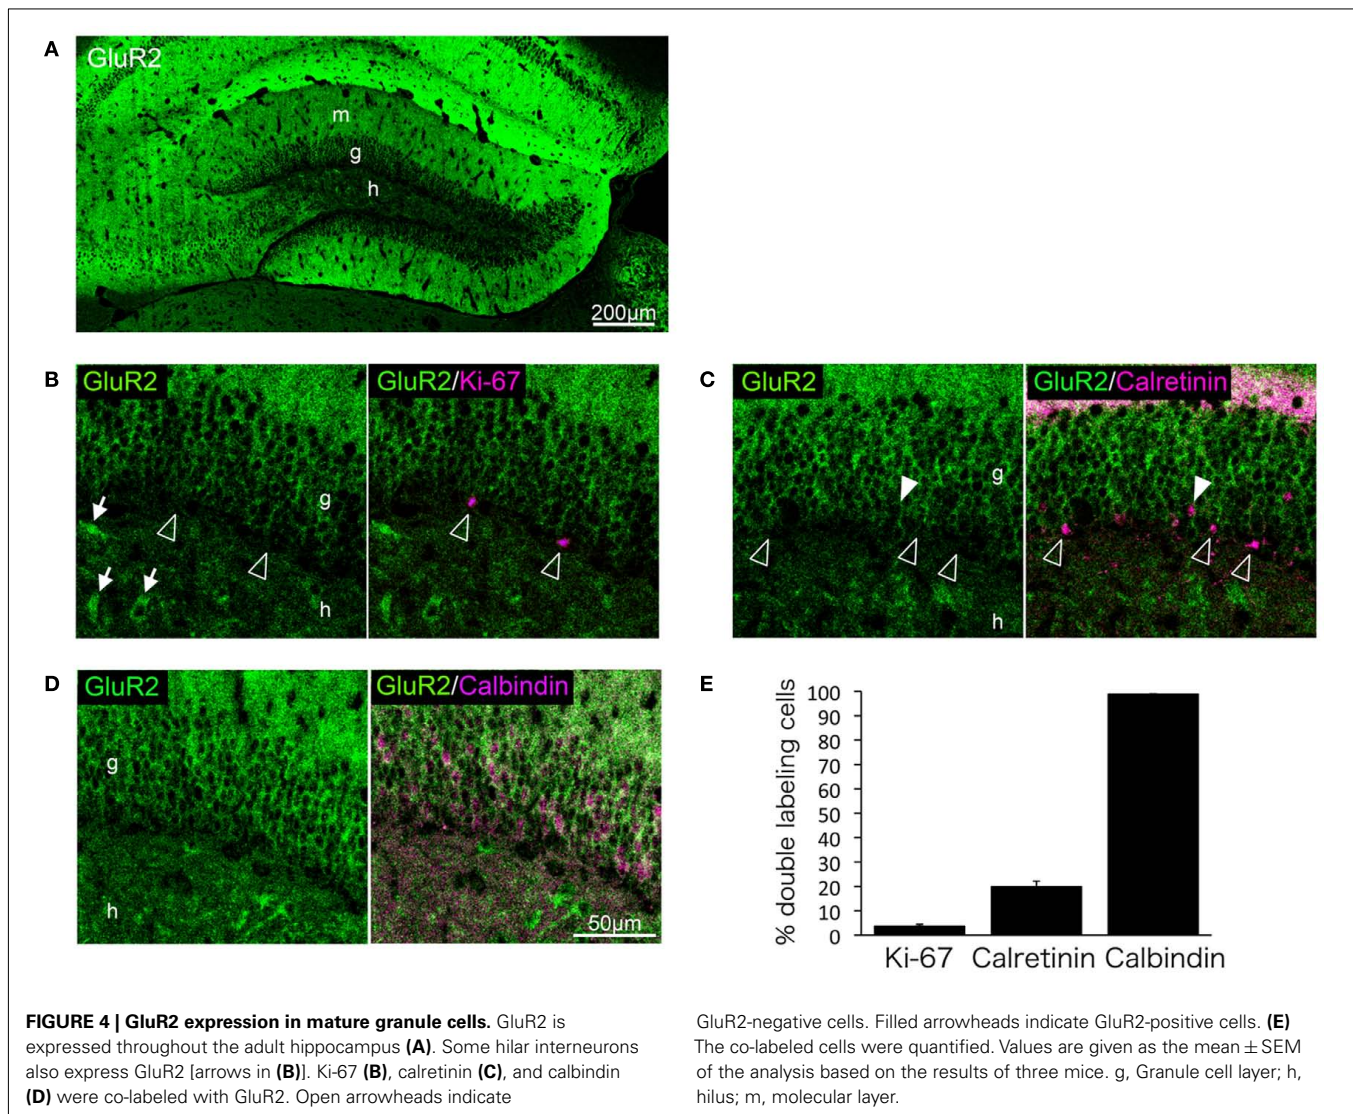 A
GluR2
m
g
h
200μm
B
GluR2
GluR2/Ki-67
g
h
C
GluR2
GluR2/Calretinin
g
h
D
GluR2
GluR2/Calbindin
g
h
50μm
E
% double labeling cells
100
90
80
70
60
50
40
30
20
10
0
Ki-67 Calretinin Calbindin
FIGURE 4 | GluR2 expression in mature granule cells. GluR2 is
expressed throughout the adult hippocampus (A). Some hilar interneurons
also express GluR2 [arrows in (B)]. Ki-67 (B), calretinin (C), and calbindin
(D) were co-labeled with GluR2. Open arrowheads indicate
GluR2-negative cells. Filled arrowheads indicate GluR2-positive cells. (E)
The co-labeled cells were quantified. Values are given as the mean ± SEM
of the analysis based on the results of three mice. g, Granule cell layer; h,
hilus; m, molecular layer.